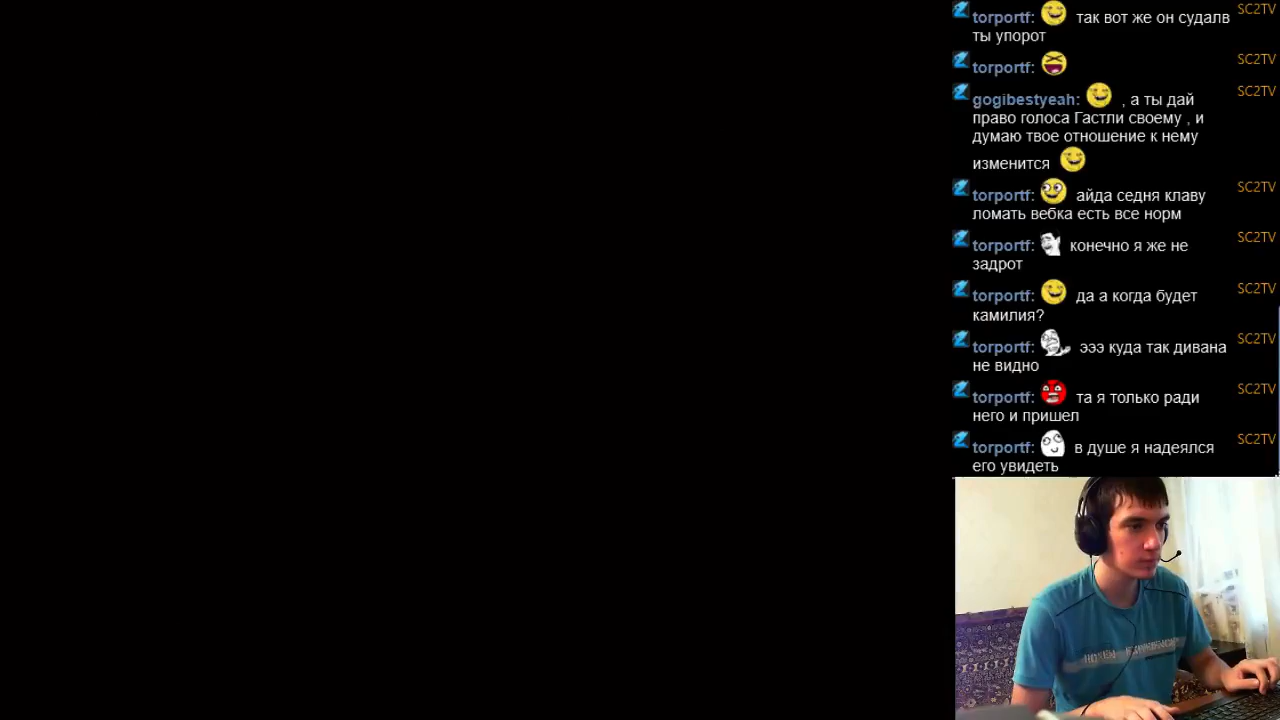 torportf: так вот же он судалв SC2TV
ты упорот
torportf: SC2TV
gogibestyeah: , а ты дай SC2TV
право голоса Гастли своему , и
думаю твое отношение к нему
изменится
torportf: айда седня клаву SC2TV
ломать вебка есть все норм
torportf: конечно я же не SC2TV
задрот
torportf: да а когда будет SC2TV
камилия?
torportf: эээ куда так дивана SC2TV
не видно
torportf: та я только ради SC2TV
него и пришел
torportf: в душе я надеялся SC2TV
его увидеть